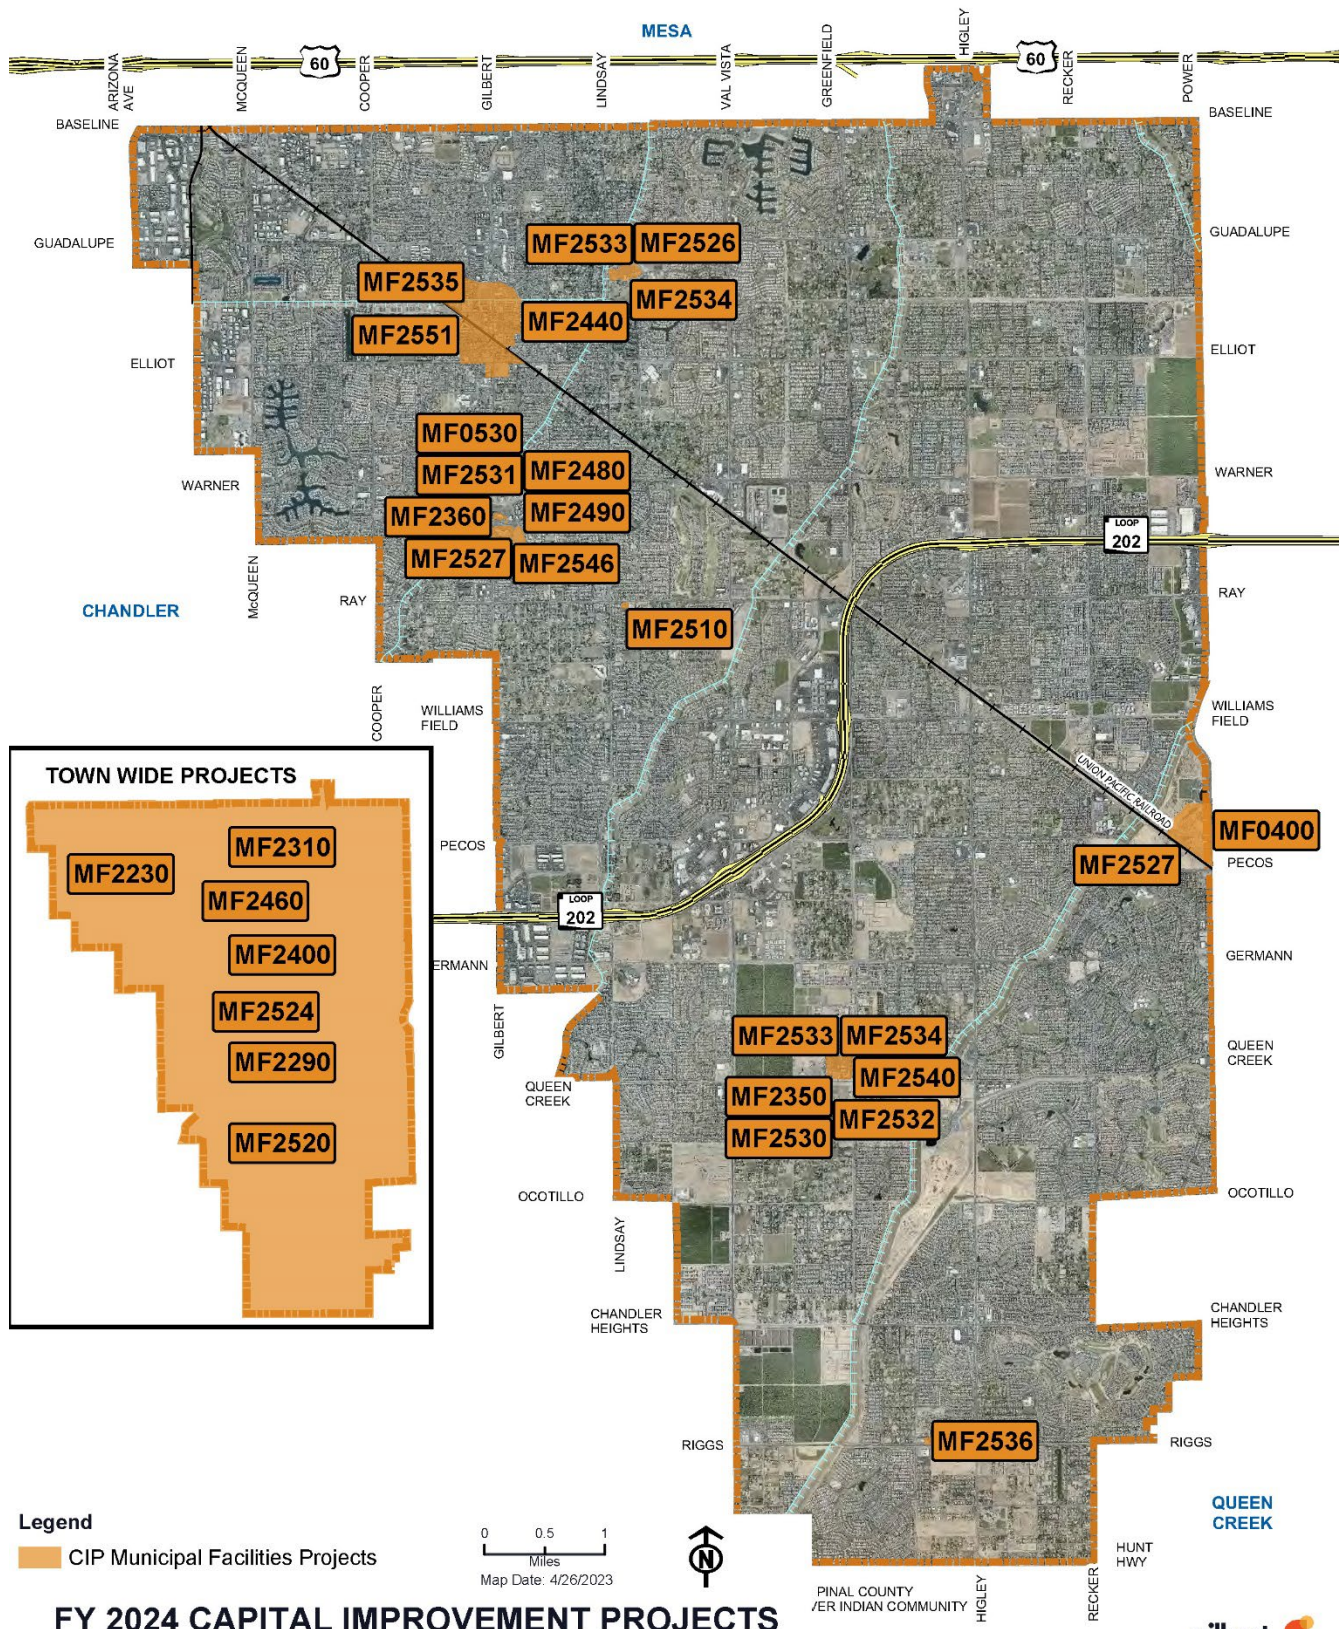 MESA
60
60
ARIZONA
AVE
MCQUEEN
COOPER
GILBERT
LINDSAY
VAL VISTA
GREENFIELD
HIGLEY
RECKER
POWER
BASELINE
BASELINE
GUADALUPE
GUADALUPE
MF2533
MF2526
MF2535
MF2534
MF2440
MF2551
ELLIOT
ELLIOT
MF0530
MF2531
MF2480
WARNER
WARNER
MF2360
MF2490
MF2527
MF2546
LOOP
202
McQUEEN
CHANDLER
RAY
RAY
MF2510
COOPER
WILLIAMS
FIELD
WILLIAMS
FIELD
UNION PACIFIC RAILROAD
TOWN WIDE PROJECTS
MF2310
MF2230
MF2460
MF2400
MF2524
MF2290
MF2520
PECOS
MF0400
MF2527
PECOS
LOOP
202
ERMANN
GERMANN
GILBERT
MF2533
MF2534
MF2540
MF2350
MF2532
MF2530
QUEEN
CREEK
QUEEN
CREEK
OCOTILLO
OCOTILLO
LINDSAY
CHANDLER
HEIGHTS
CHANDLER
HEIGHTS
RIGGS
MF2536
RIGGS
QUEEN
CREEK
Legend
CIP Municipal Facilities Projects
0 0.5 1
Miles
Map Date: 4/26/2023
N
HUNT
HWY
PINAL COUNTY
VER INDIAN COMMUNITY
HIGLEY
RECKER
FY 2024 CAPITAL IMPROVEMENT PROJECTS